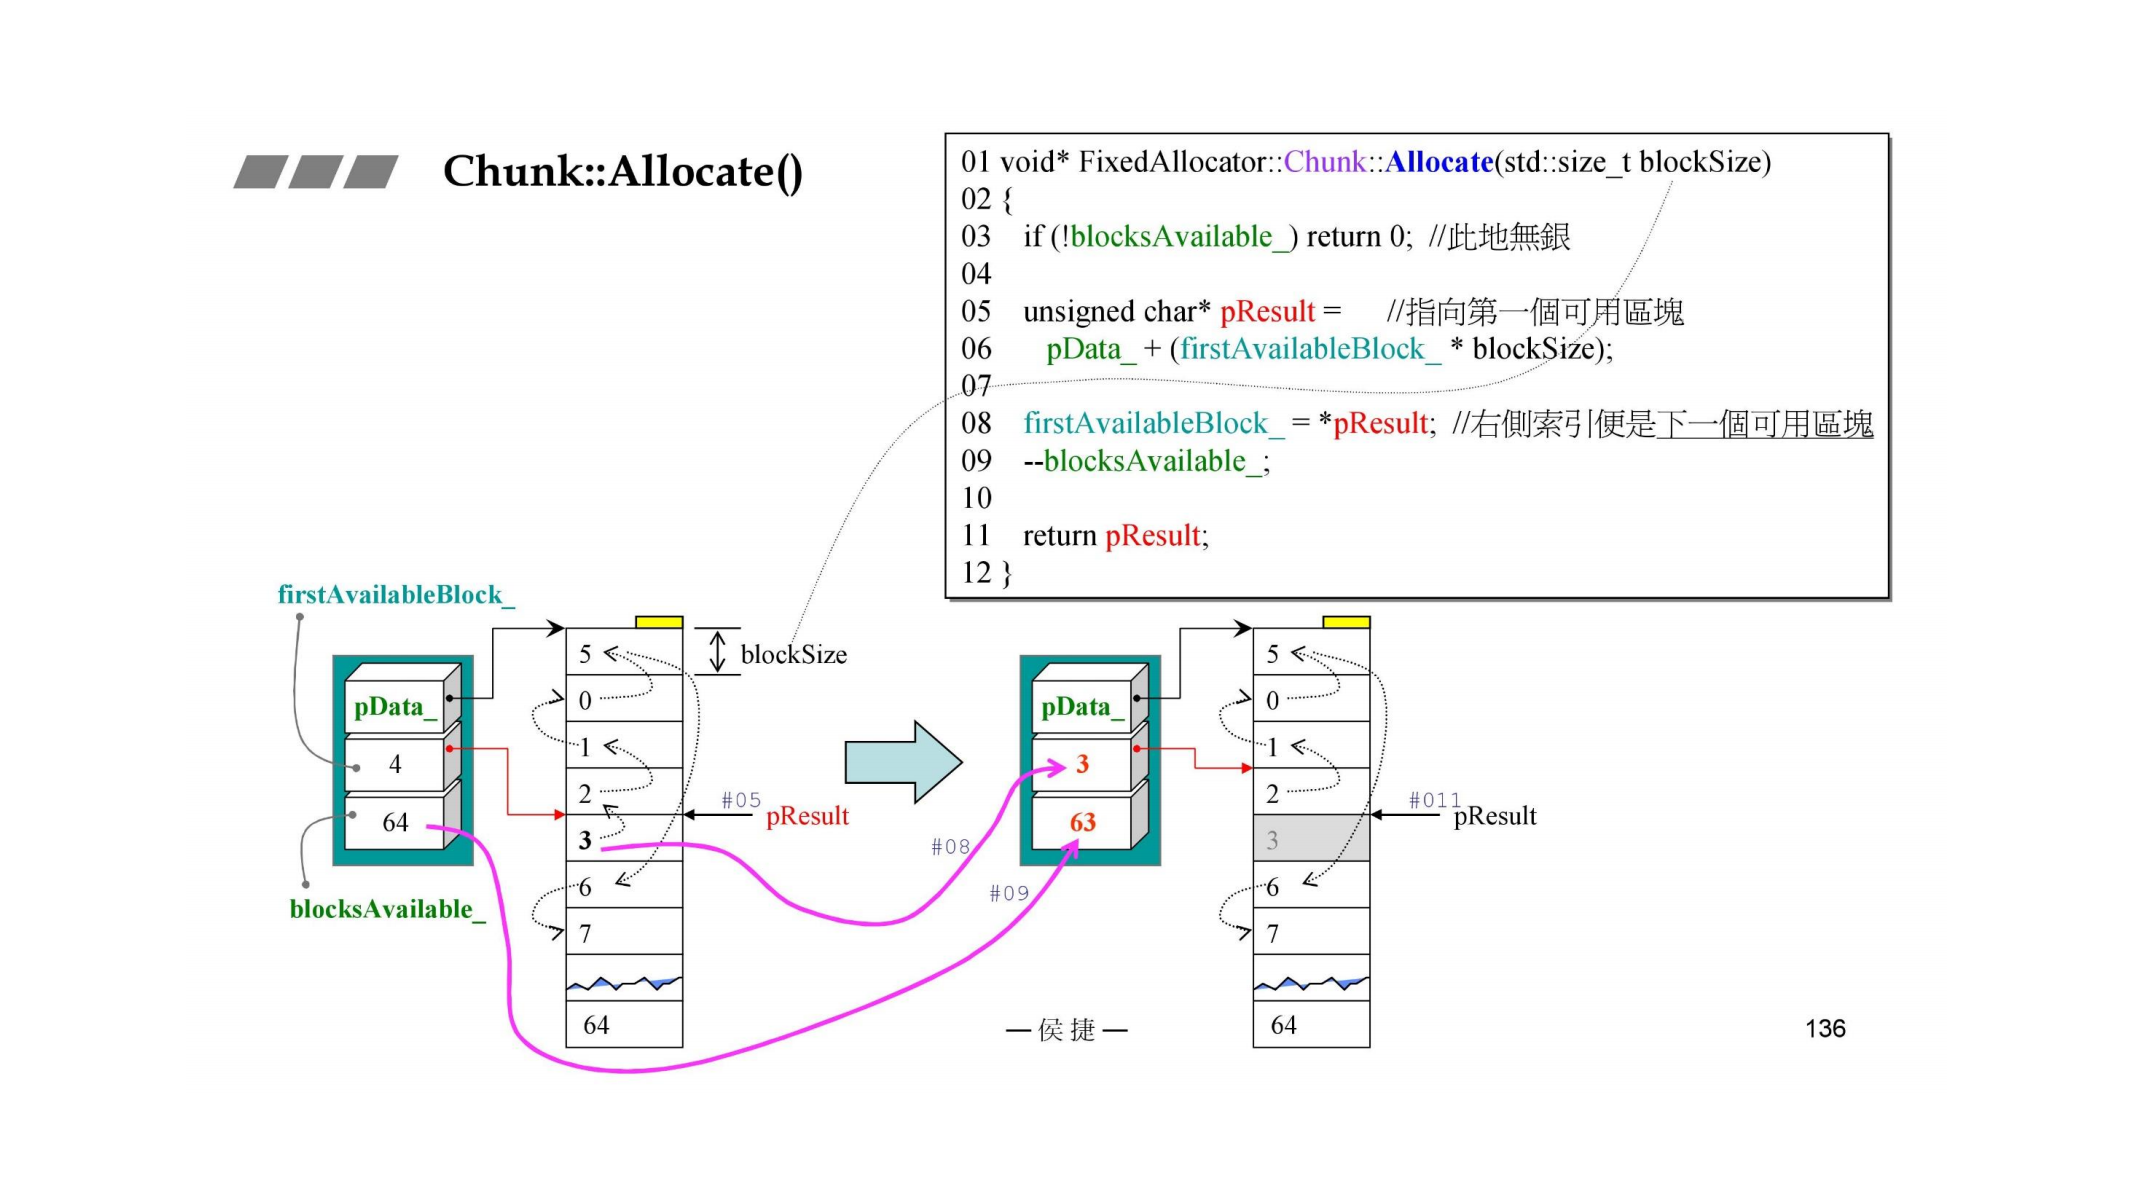 Chunk::Allocate()
01 void* FixedAllocator::Chunk::Allocate(std::size_t blockSize)
02 {
03 if (!blocksAvailable_) return 0; //此地無銀
04
05 unsigned char* pResult = //指向第一個可用區塊
06 pData_ + (firstAvailableBlock_ * blockSize);
07
08 firstAvailableBlock_ = *pResult; //右側索引便是下一個可用區塊
09 --blocksAvailable_;
10
11 return pResult;
12 }
firstAvailableBlock_
pData_
4
64
blocksAvailable_
5
0
1
2
3
6
7
64
blockSize
#05
pResult
#08
#09
pData_
3
63
5
0
1
2
3
6
7
64
#011
pResult
—侯捷—
136